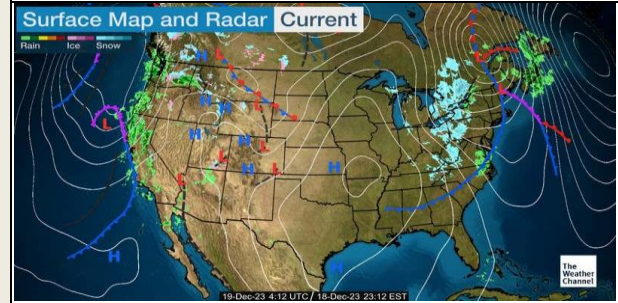 Surface Map and Radar Current
Rain Ice Snow
H L
L
H H L
L H
H L
L H
H L H
L
H H
The
Weather
Channel
19-Dec-23 4:12 UTC / 18-Dec-23 23:12 EST